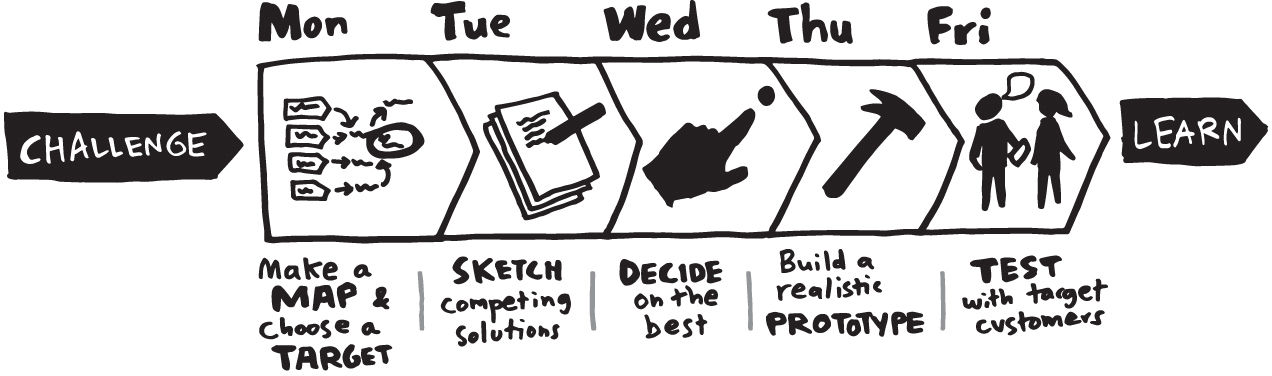 Mon Tue Wed Thu Fri
CHALLENGE
LEARN
Make a
MAP &
choose a
TARGET
SKETCH
competing
solutions
DECIDE
on the
best
Build a
realistic
PROTOTYPE
TEST
with target
customers